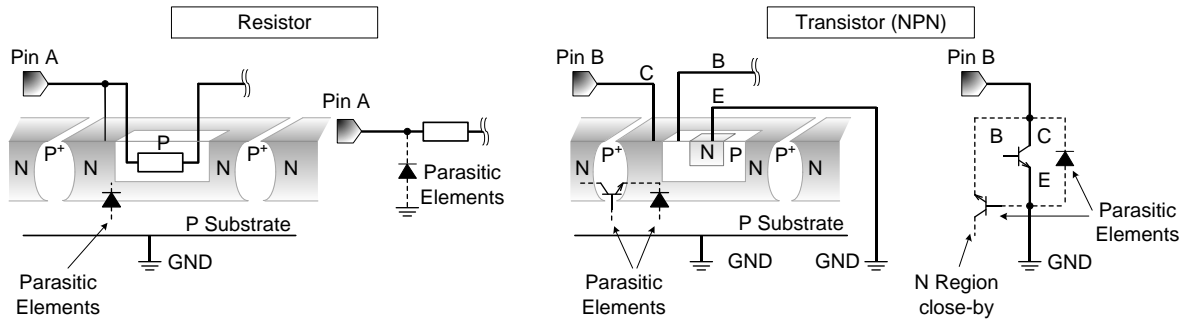 Resistor
Transistor (NPN)
Pin A
Pin B
Pin B
C
B
E
Pin A
N
P+
N
P
P+
N
N
P+
N
N
P
P+
N
B
C
E
Parasitic
Elements
P Substrate
GND
Parasitic
Elements
P Substrate
GND
GND
Parasitic
Elements
N Region
close-by
GND
Parasitic
Elements